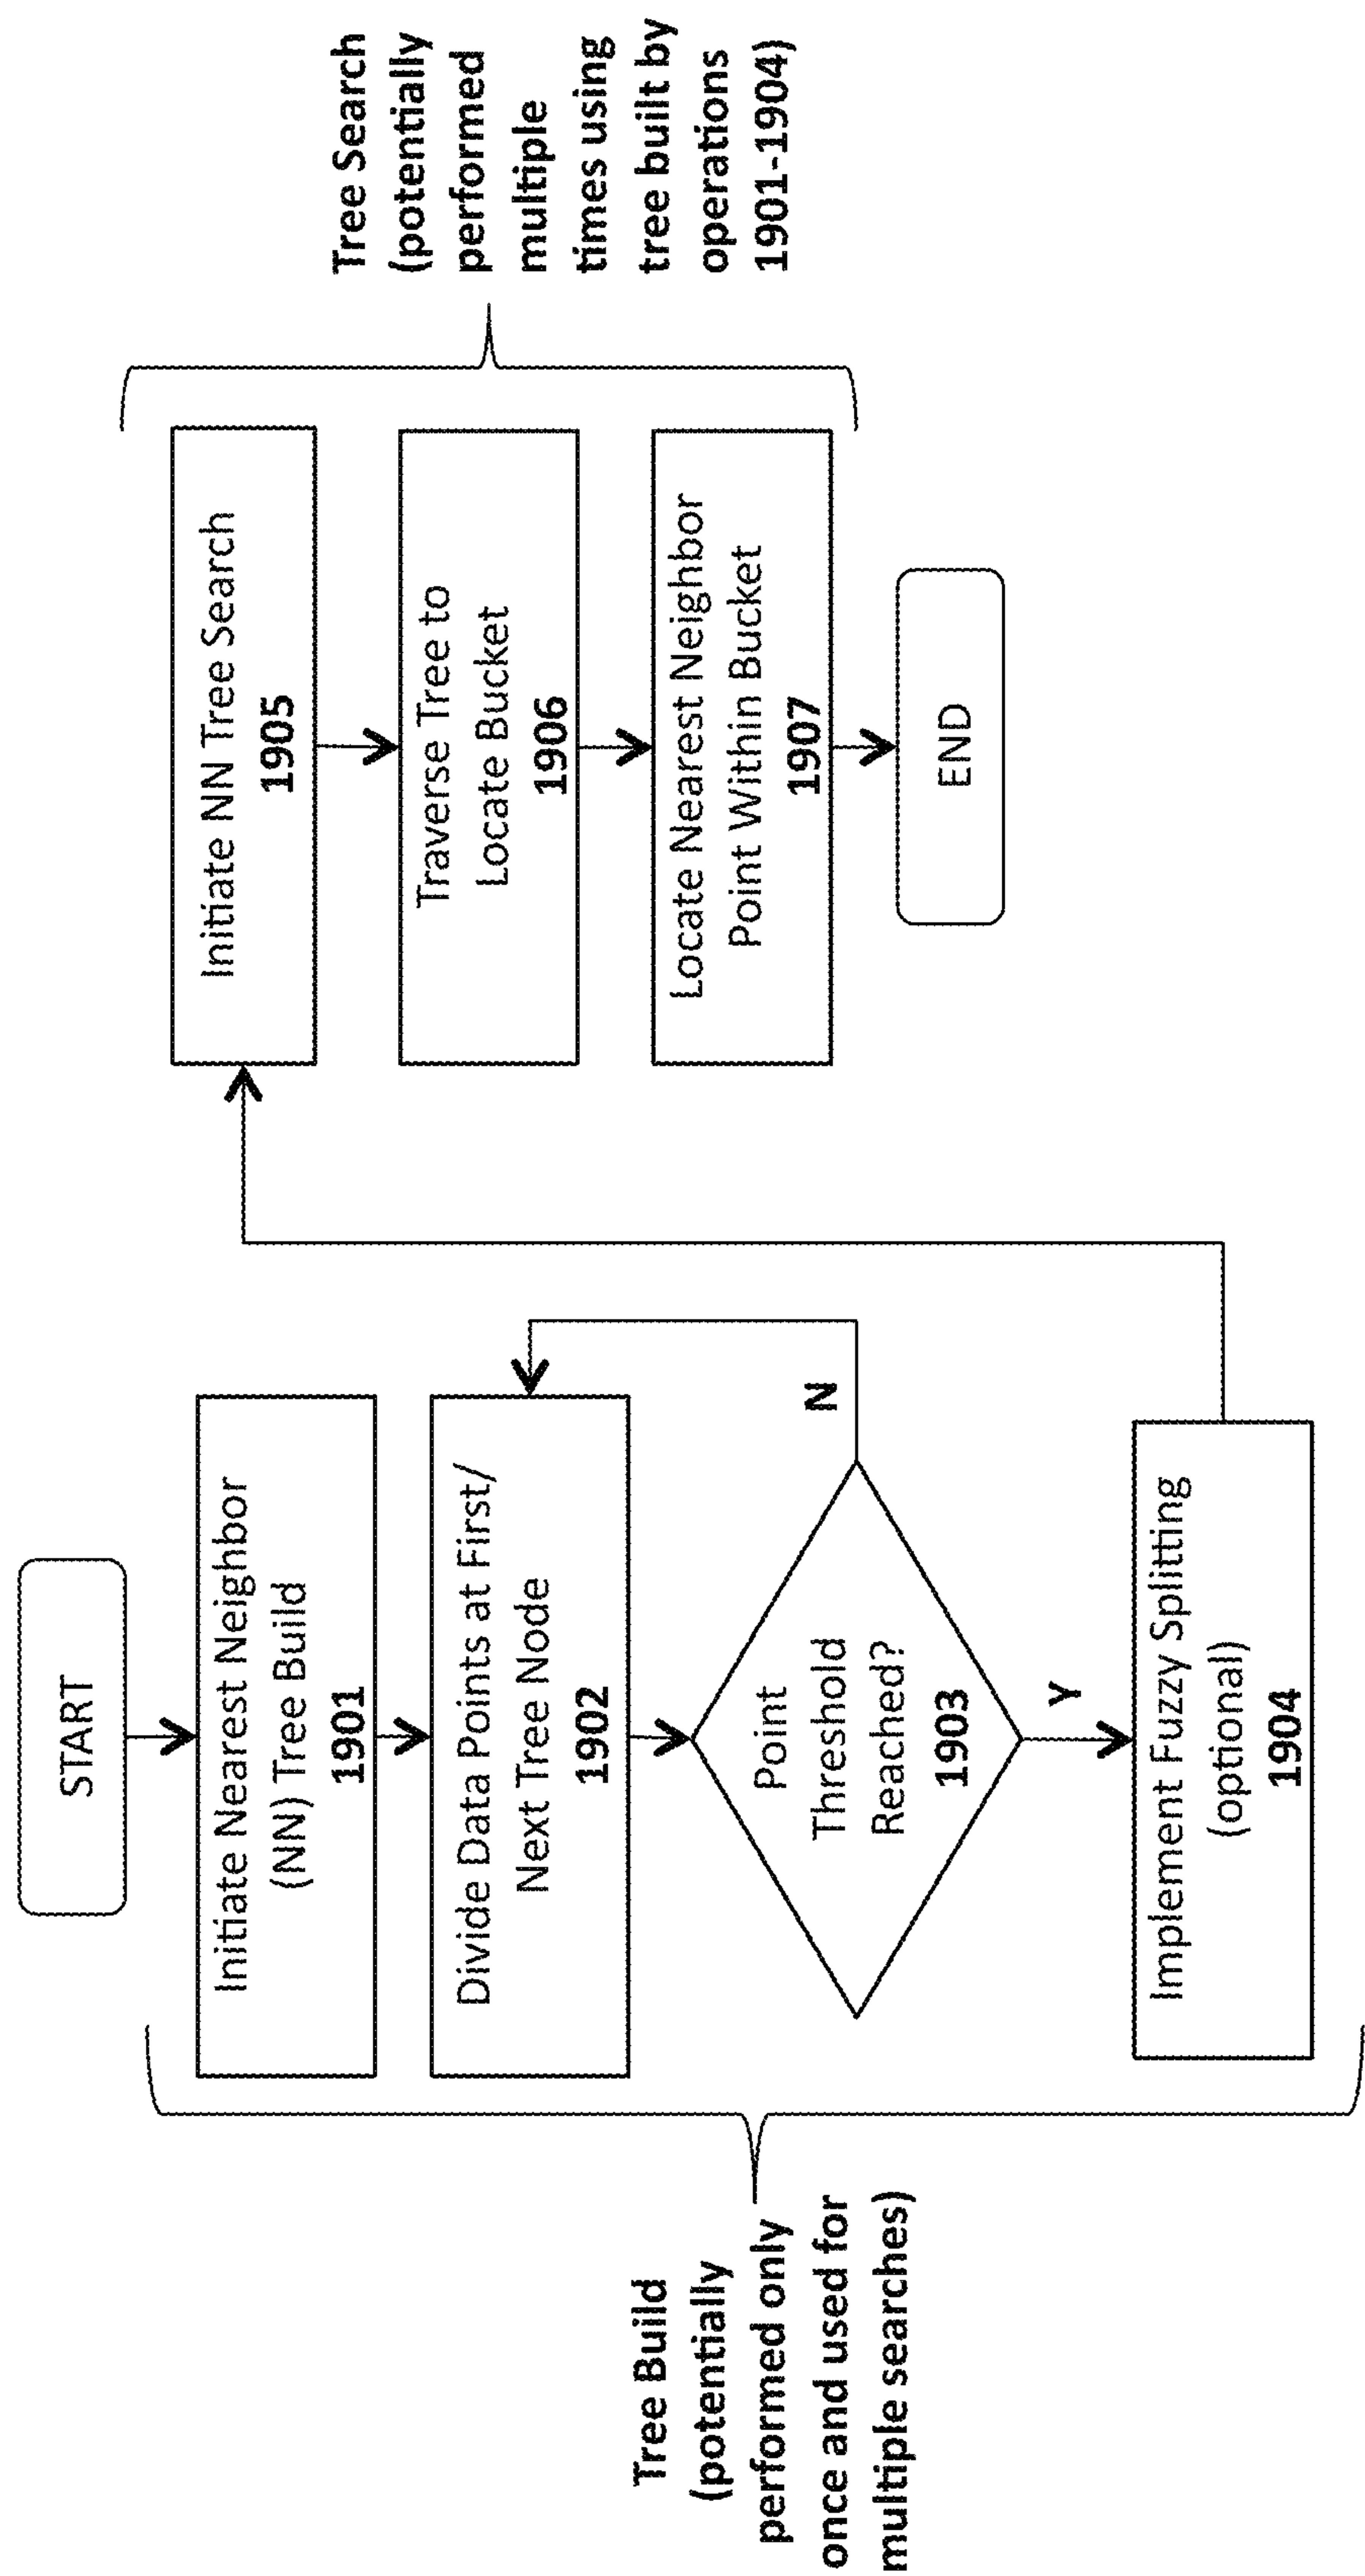 START
Initiate Nearest Neighbor
(NN) Tree Build
1901
Divide Data Points at First/
Next Tree Node
1902
Point
Threshold
Reached?
1903
N
Y
Implement Fuzzy Splitting
(optional)
1904
Tree Build
(potentially
performed only
once and used for
multiple searches)
Initiate NN Tree Search
1905
Traverse Tree to
Locate Bucket
1906
Locate Nearest Neighbor
Point Within Bucket
1907
END
Tree Search
(potentially
performed
multiple
times using
tree built by
operations
1901-1904)